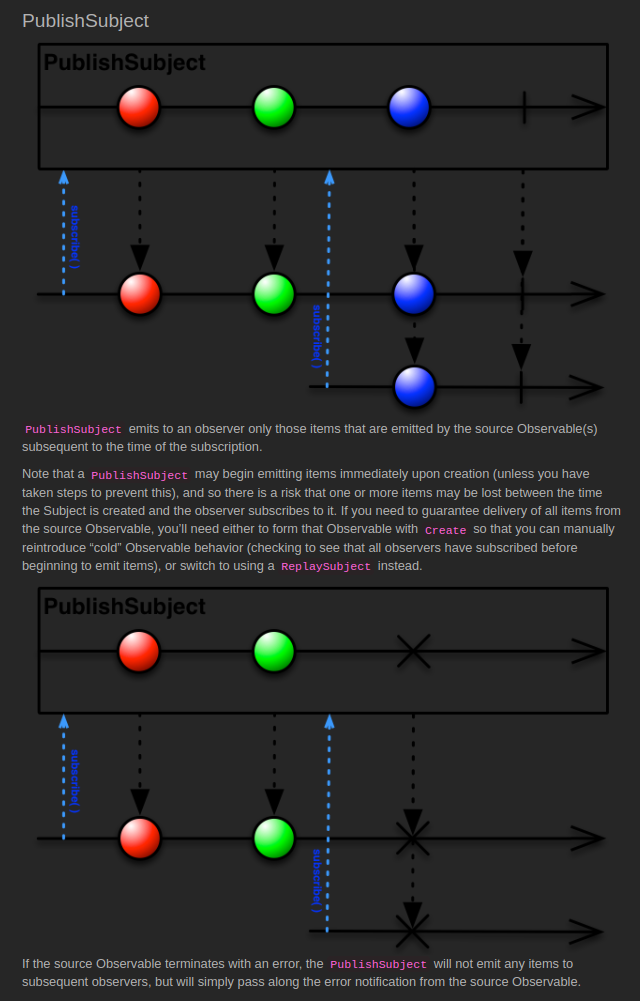 PublishSubject
PublishSubject
subscribe( )
subscribe( )
PublishSubject emits to an observer only those items that are emitted by the source Observable(s)
subsequent to the time of the subscription.
Note that a PublishSubject may begin emitting items immediately upon creation (unless you have
taken steps to prevent this), and so there is a risk that one or more items may be lost between the time
the Subject is created and the observer subscribes to it. If you need to guarantee delivery of all items from
the source Observable, you’ll need either to form that Observable with Create so that you can manually
reintroduce “cold” Observable behavior (checking to see that all observers have subscribed before
beginning to emit items), or switch to using a ReplaySubject instead.
PublishSubject
subscribe( )
subscribe( )
If the source Observable terminates with an error, the PublishSubject will not emit any items to
subsequent observers, but will simply pass along the error notification from the source Observable.